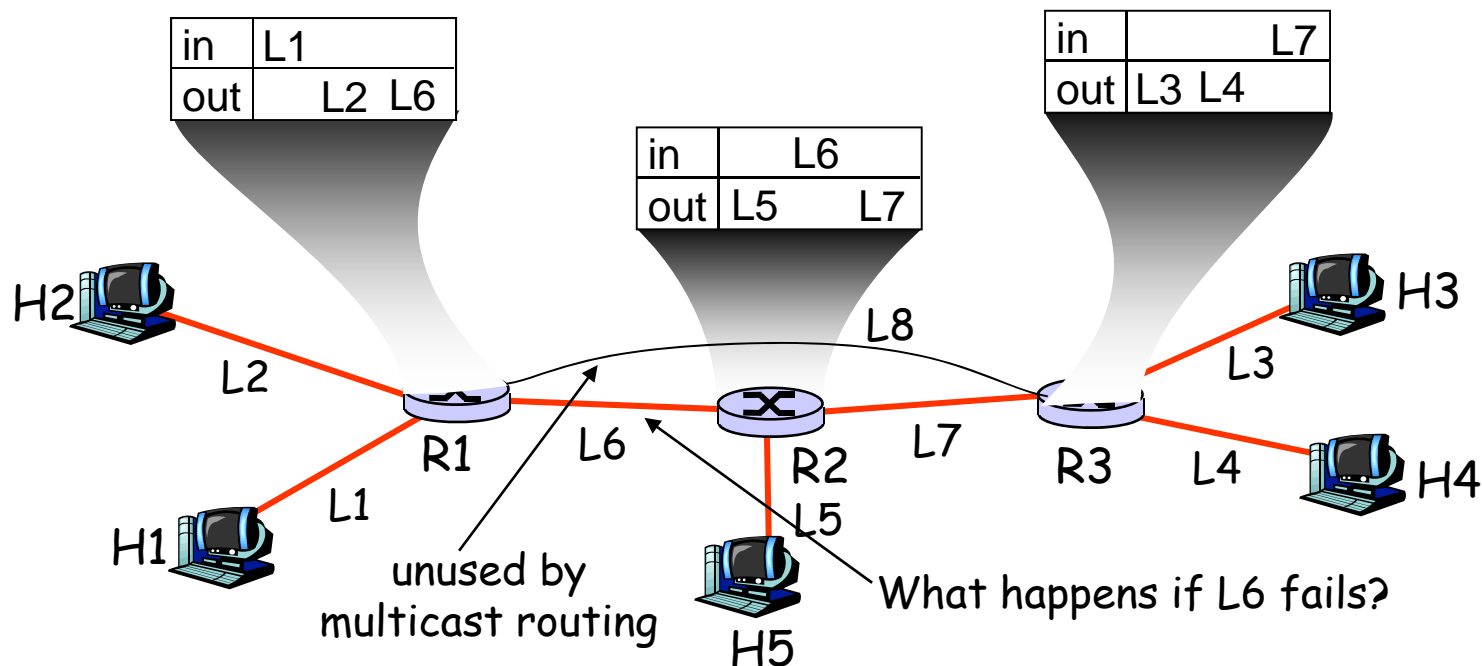 in L1
out L2 L6
in L7
out L3 L4
in L6
out L5 L7
H2
H3
L8
L2
L3
R1
L6
R2
L7
R3
L4
H4
L1
L5
H1
unused by
multicast routing
What happens if L6 fails?
H5